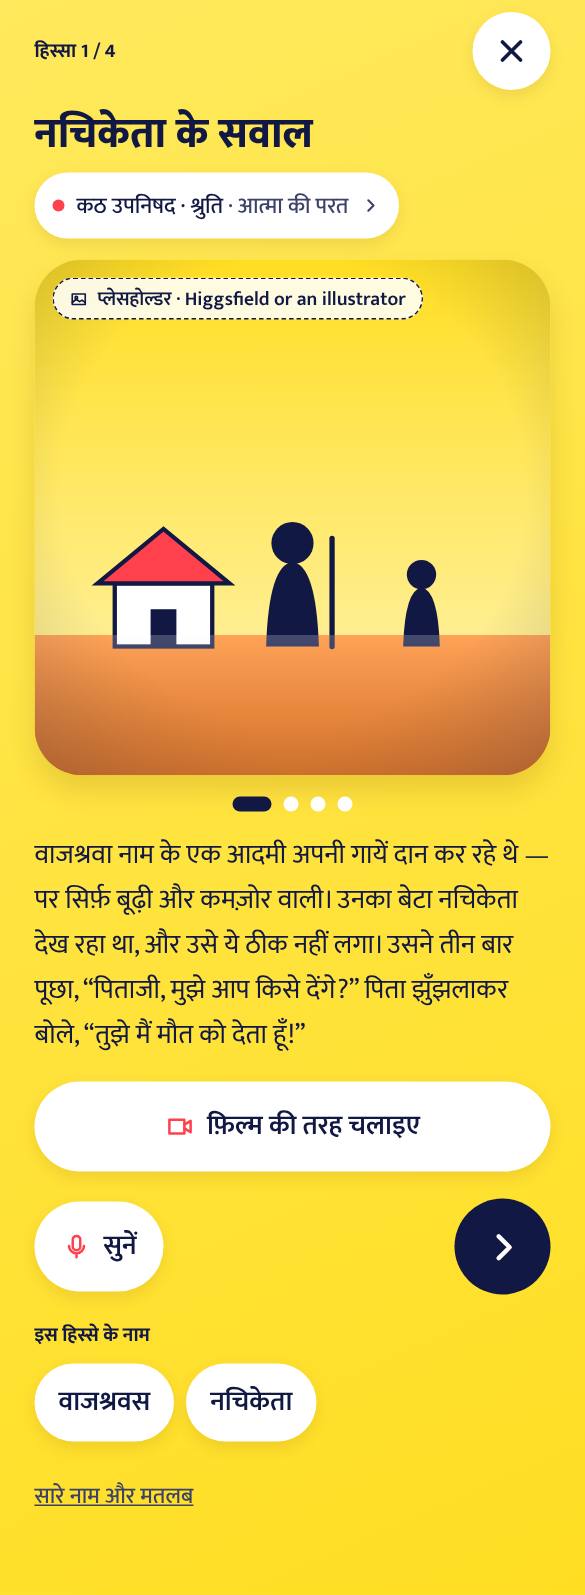 हिस्सा 1 / 4
नचिकेता के सवाल
कठ उपनिषद · श्रुति · आत्मा की परत
प्लेसहोल्डर · Higgsfield or an illustrator
वाजश्रवा नाम के एक आदमी अपनी गायें दान कर रहे थे —
पर सिर्फ़ बूढ़ी और कमज़ोर वाली। उनका बेटा नचिकेता
देख रहा था, और उसे ये ठीक नहीं लगा। उसने तीन बार
पूछा, “पिताजी, मुझे आप किसे देंगे?” पिता झुँझलाकर
बोले, “तुझे मैं मौत को देता हूँ!”
फ़िल्म की तरह चलाइए
सुनें
इस हिस्से के नाम
वाजश्रवस
नचिकेता
सारे नाम और मतलब